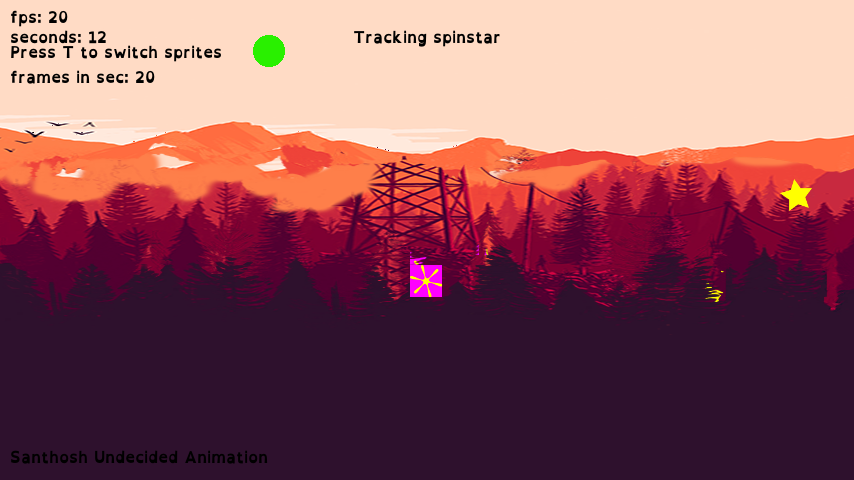 fps: 20
seconds: 12
Tracking spinstar
Press T to switch sprites
frames in sec: 20
Santhosh Undecided Animation